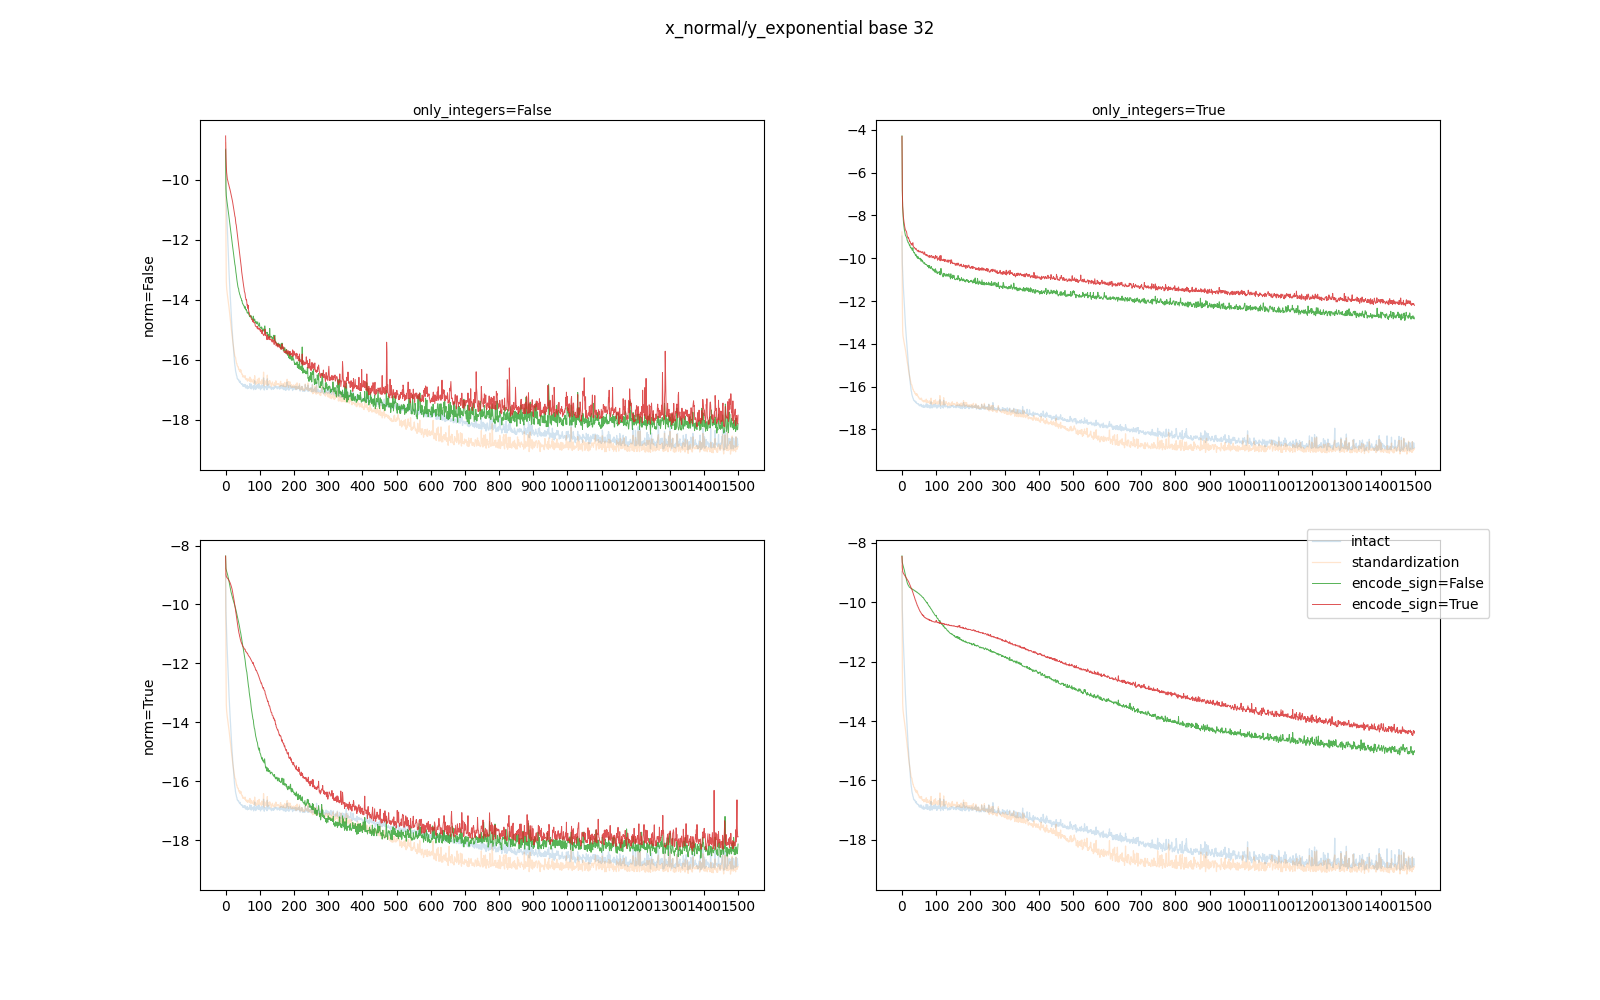 x_normal/y_exponential base 32
only_integers=False
only_integers=True
norm=False
−10
−12
−14
−16
−18
0 100 200 300 400 500 600 700 800 900 1000 1100 1200 1300 1400 1500
−4
−6
−8
−10
−12
−14
−16
−18
0 100 200 300 400 500 600 700 800 900 1000 1100 1200 1300 1400 1500
norm=True
−8
−10
−12
−14
−16
−18
0 100 200 300 400 500 600 700 800 900 1000 1100 1200 1300 1400 1500
−8
−10
−12
−14
−16
−18
0 100 200 300 400 500 600 700 800 900 1000 1100 1200 1300 1400 1500
intact
standardization
encode_sign=False
encode_sign=True